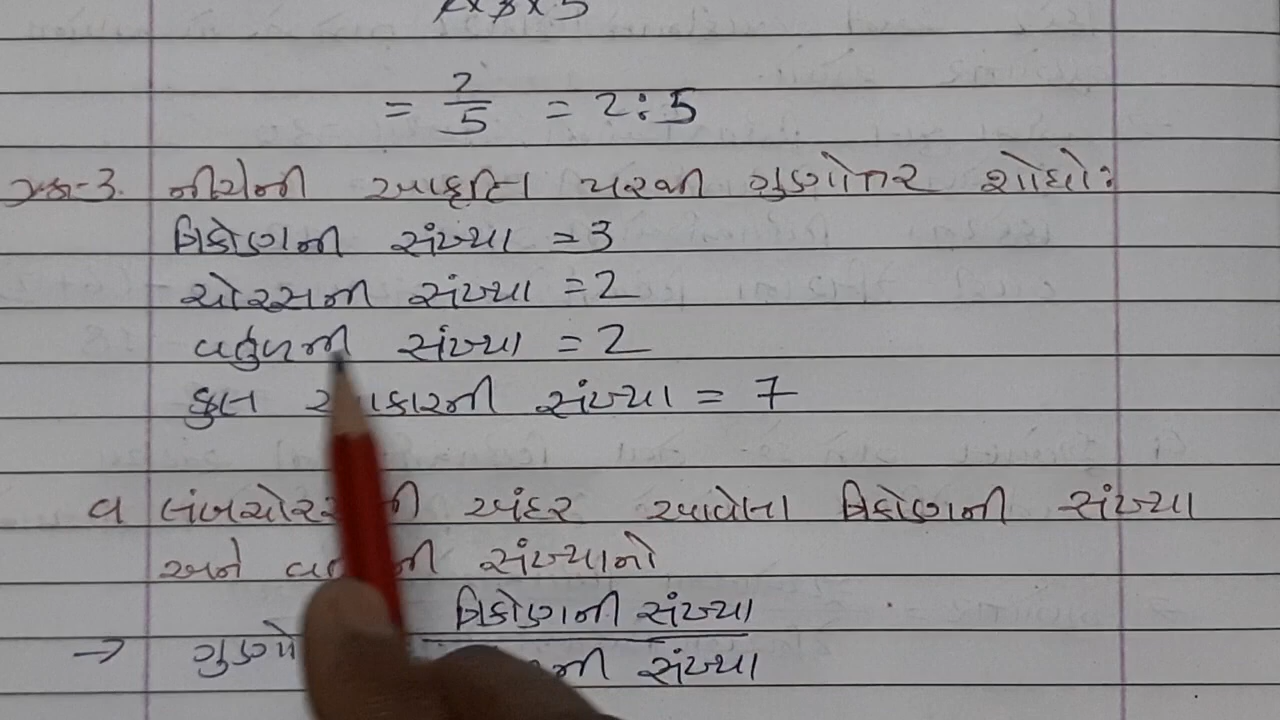 = 2/5 = 2:5
પ્રશ્ન-3. નીચેની આકૃતિ પરથી ગુણોત્તર શોધો:
ત્રિકોણની સંખ્યા = 3
ચોરસની સંખ્યા = 2
વર્તુળની સંખ્યા = 2
કુલ આકારની સંખ્યા = 7
લંબચોરસની અંદર આવેલા ત્રિકોણની સંખ્યા
અને સંખ્યાનો
ત્રિકોણની સંખ્યા
→ સંખ્યા